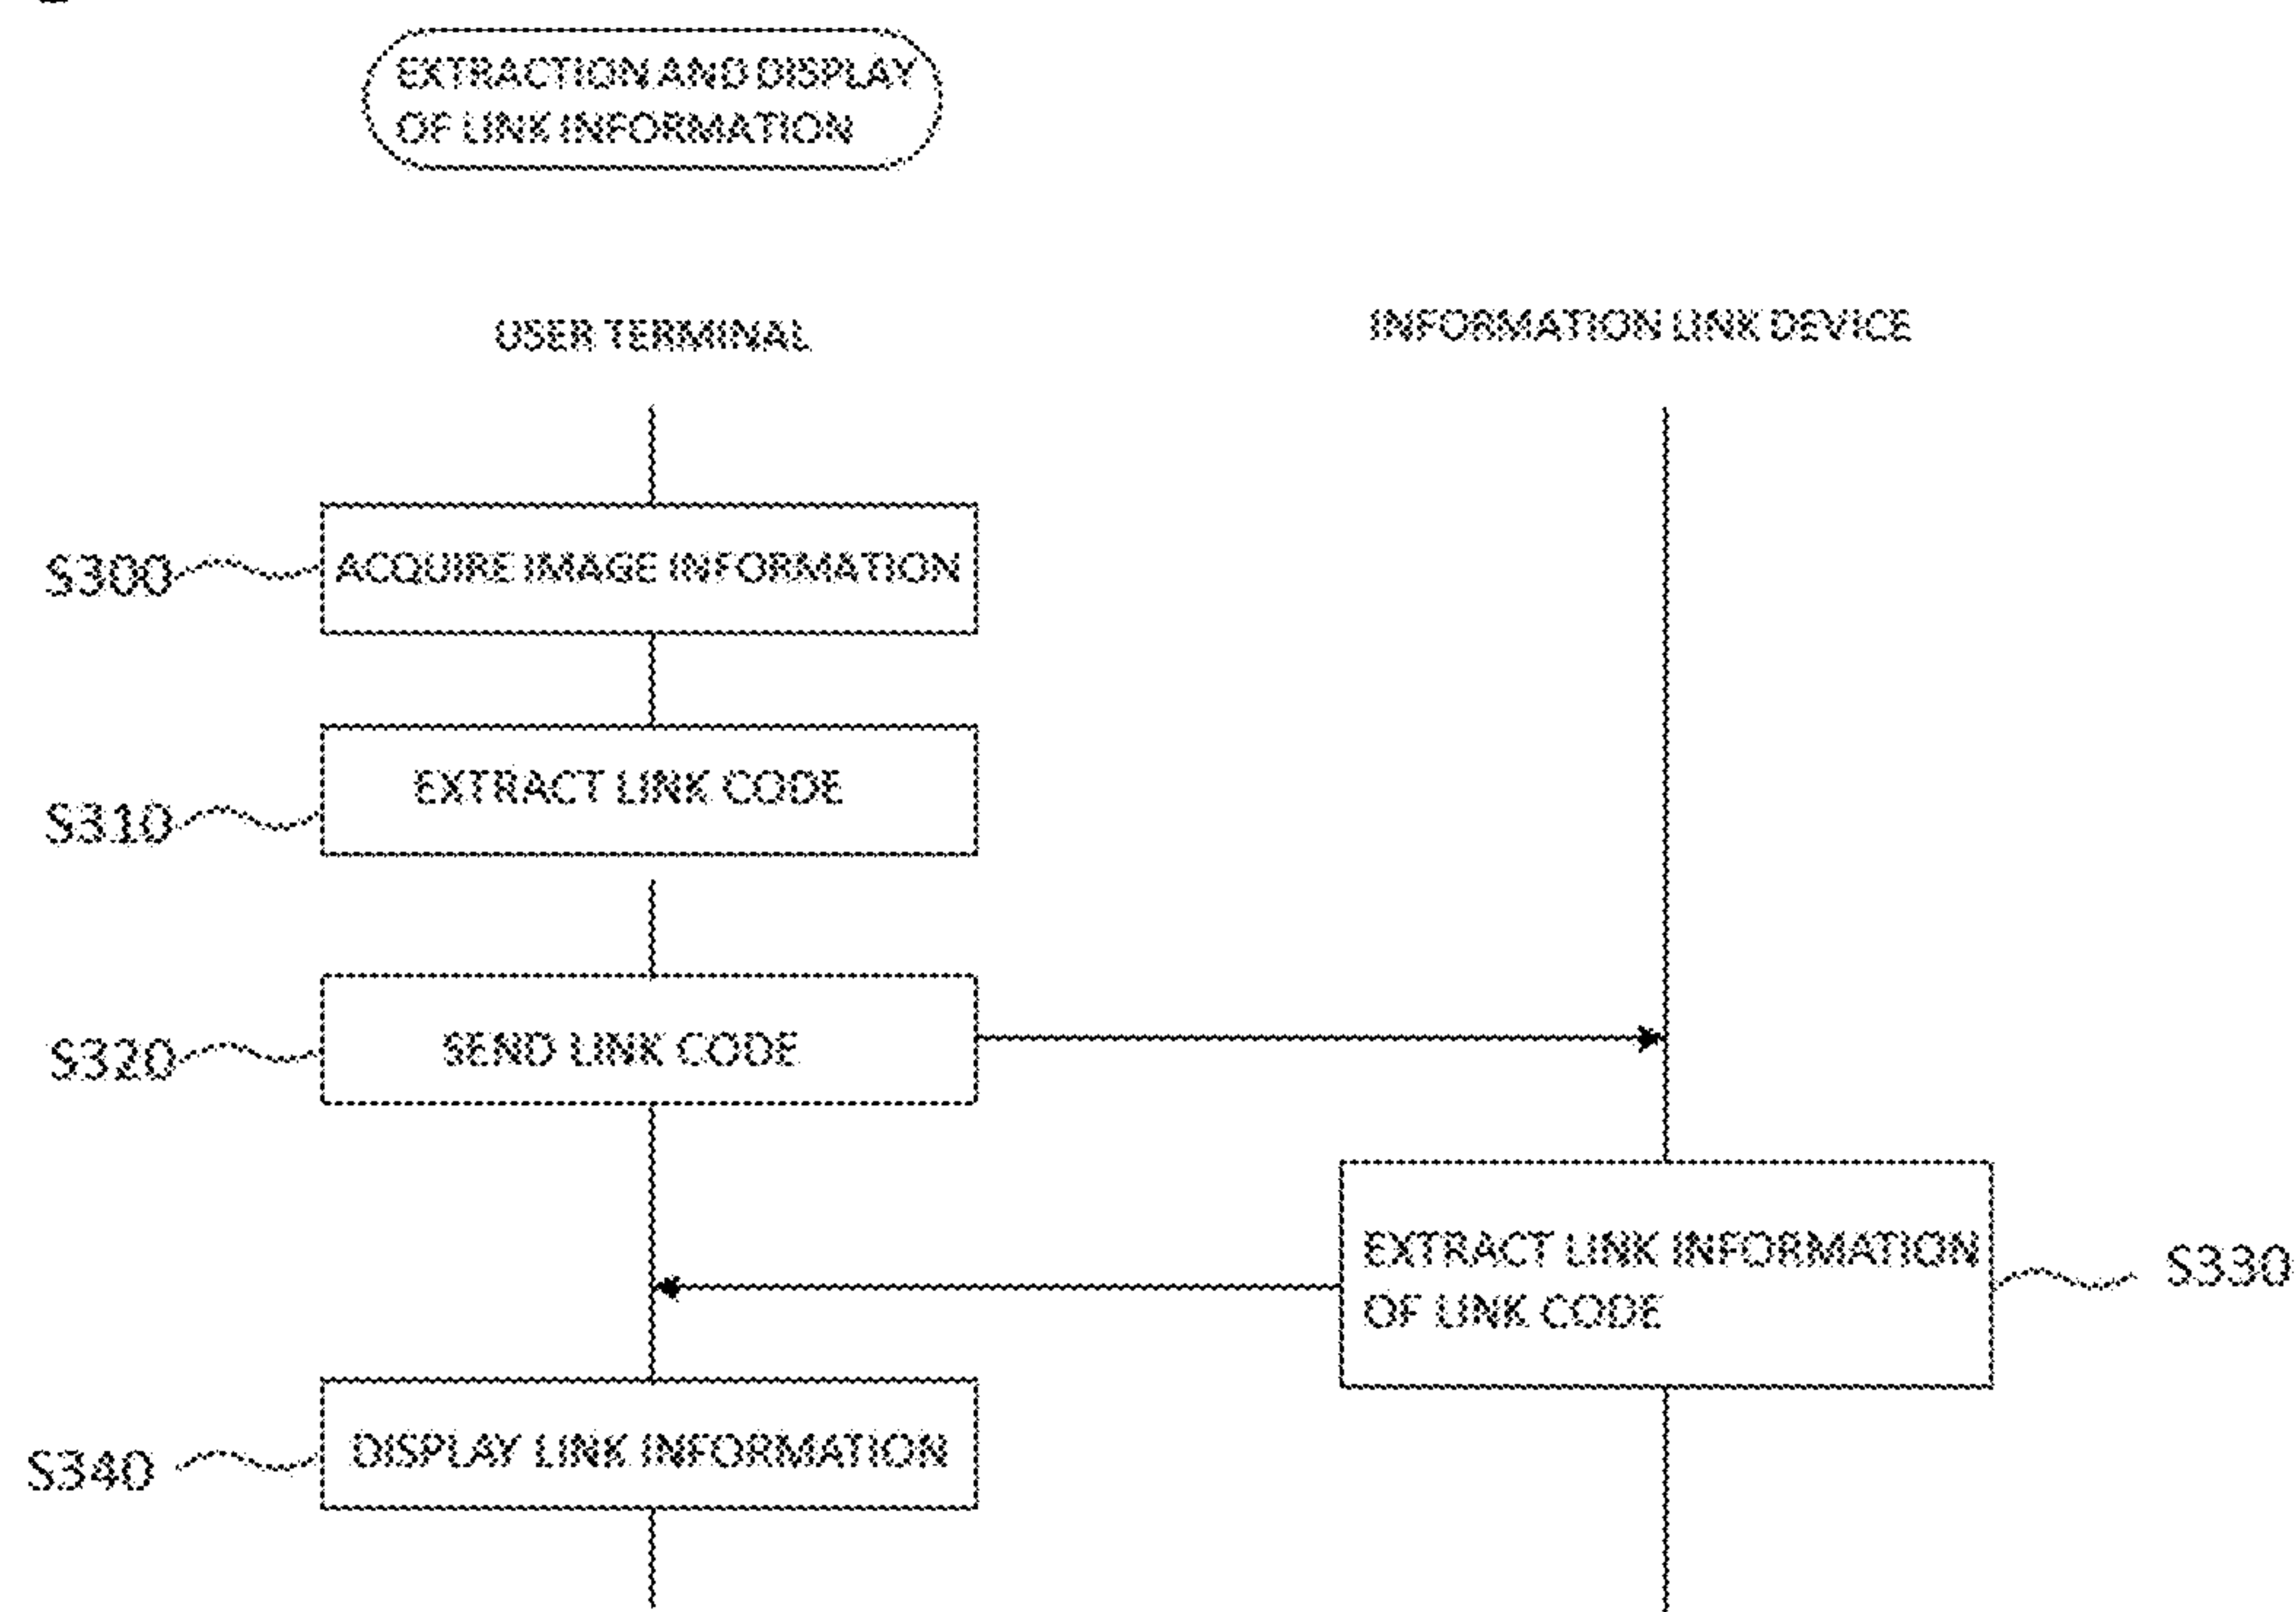 EXTRACTION AND DISPLAY
OF LINK INFORMATION
USER TERMINAL
INFORMATION LINK DEVICE
S300
ACQUIRE IMAGE INFORMATION
S310
EXTRACT LINK CODE
S320
SEND LINK CODE
EXTRACT LINK INFORMATION
OF LINK CODE
S330
S340
DISPLAY LINK INFORMATION